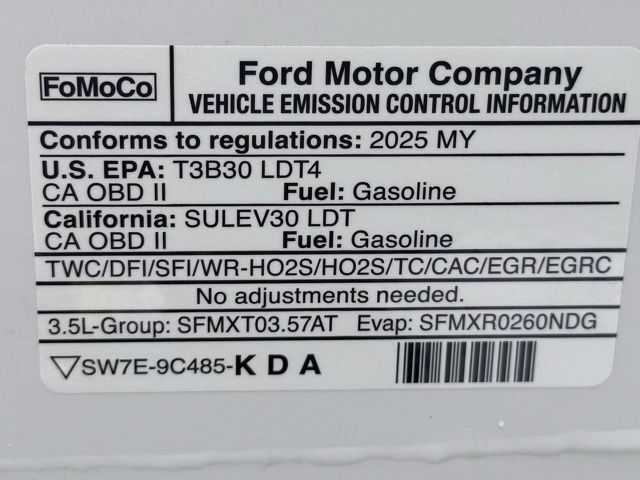 FoMoCo
Ford Motor Company
VEHICLE EMISSION CONTROL INFORMATION
Conforms to regulations: 2025 MY
U.S. EPA: T3B30 LDT4
CA OBD II Fuel: Gasoline
California: SULEV30 LDT
CA OBD II Fuel: Gasoline
TWC/DFI/SFI/WR-HO2S/HO2S/TC/CAC/EGR/EGRC
No adjustments needed.
3.5L-Group: SFMXT03.57AT Evap: SFMXR0260NDG
SW7E-9C485-KDA